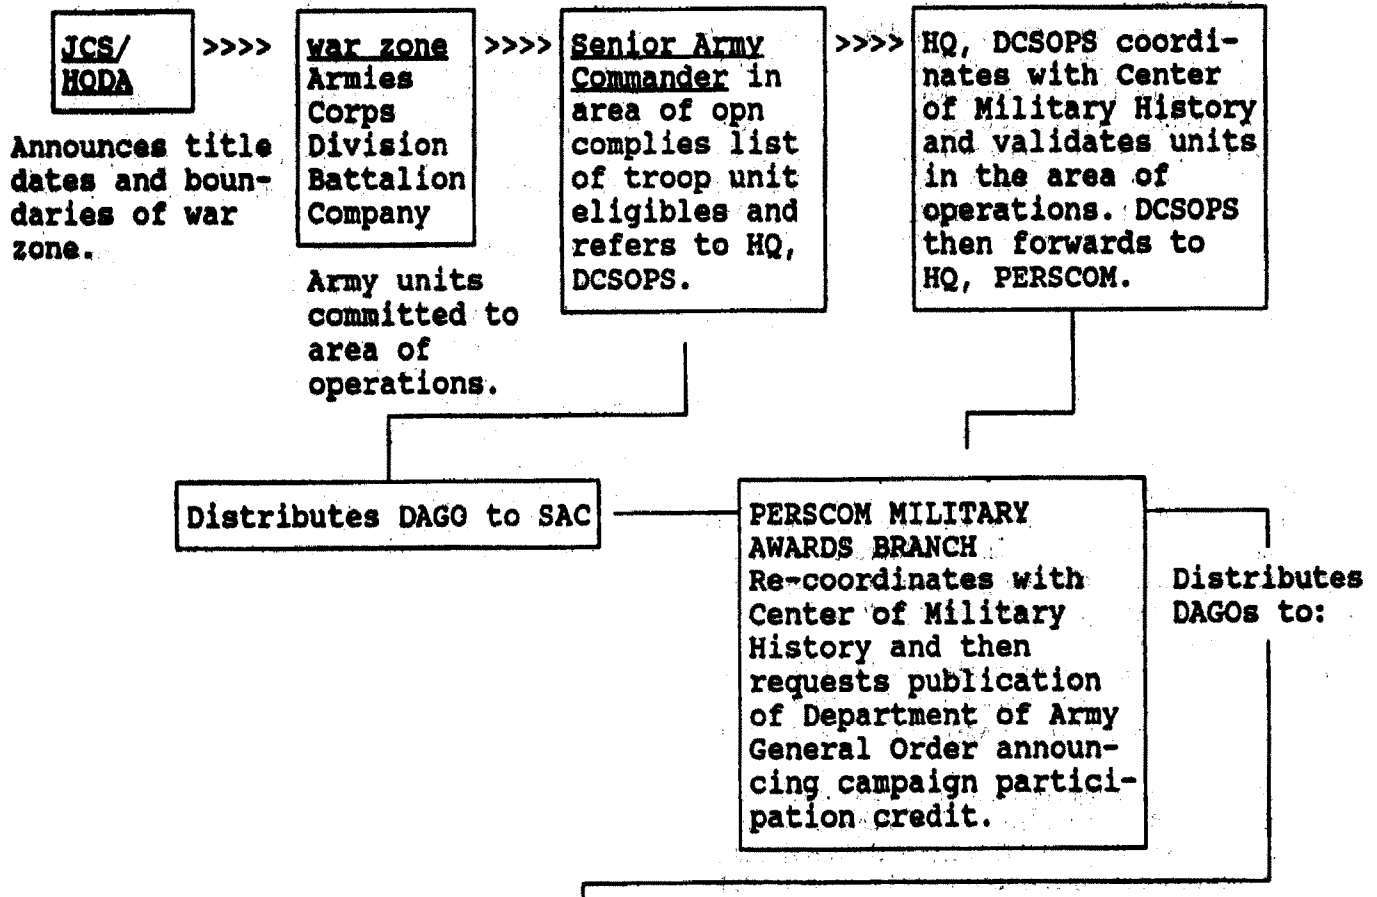 JCS/
HQDA
>>>>
Announces title
dates and boun-
daries of war
zone.
war zone
Armies
Corps
Division
Battalion
Company
>>>>
Army units
committed to
area of
operations.
Senior Army
Commander in
area of opn
complies list
of troop unit
eligibles and
refers to HQ,
DCSOPS.
>>>>
HQ, DCSOPS coordi-
nates with Center
of Military History
and validates units
in the area of
operations. DCSOPS
then forwards to
HQ, PERSCOM.
Distributes DAGO to SAC
PERSCOM MILITARY
AWARDS BRANCH
Re-coordinates with
Center of Military
History and then
requests publication
of Department of Army
General Order announ-
cing campaign partici-
pation credit.
Distributes
DAGOs to: